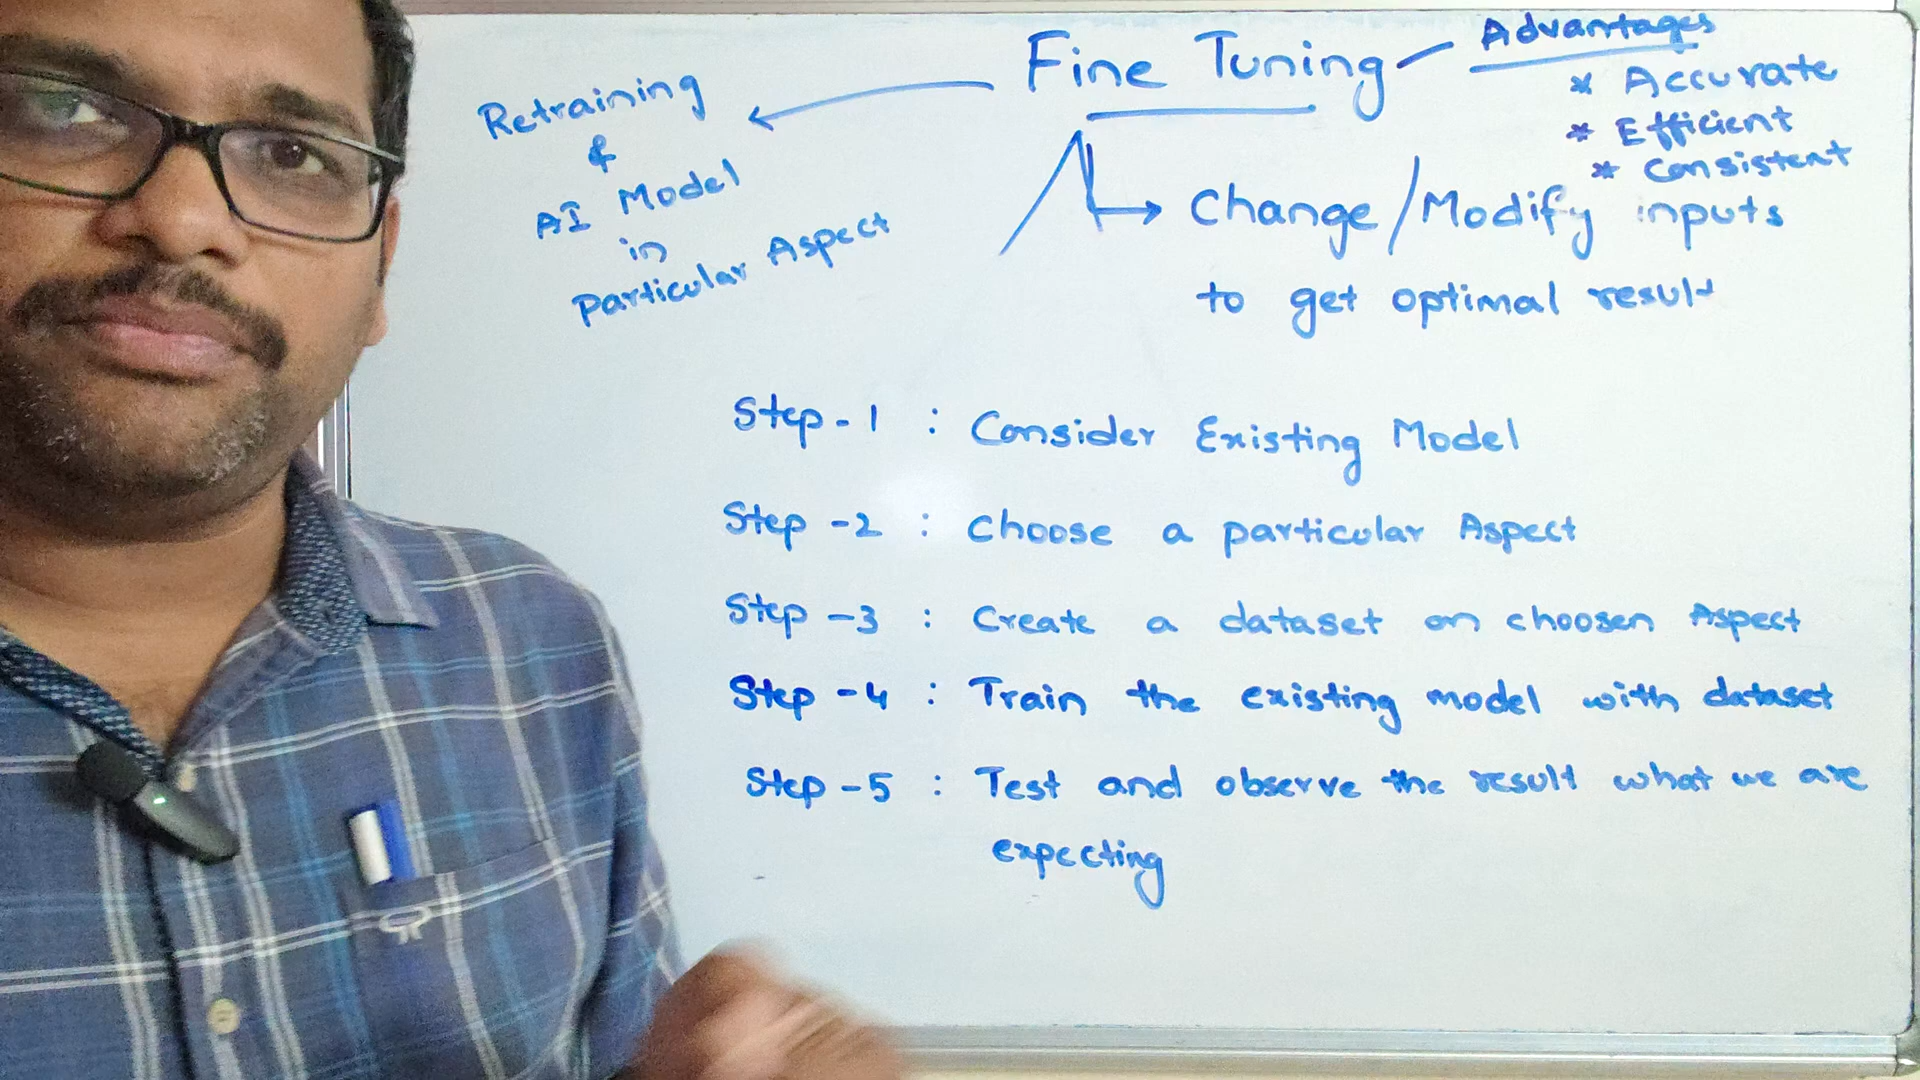 Fine Tuning
Advantages
* Accurate
* Efficient
* Consistent
Retraining
&
AI Model
in
particular Aspect
Change/Modify inputs
to get optimal result
Step-1 : Consider Existing Model
Step-2 : Choose a particular Aspect
Step-3 : Create a dataset on choosen Aspect
Step-4 : Train the existing model with dataset
Step-5 : Test and observe the result what we are
expecting